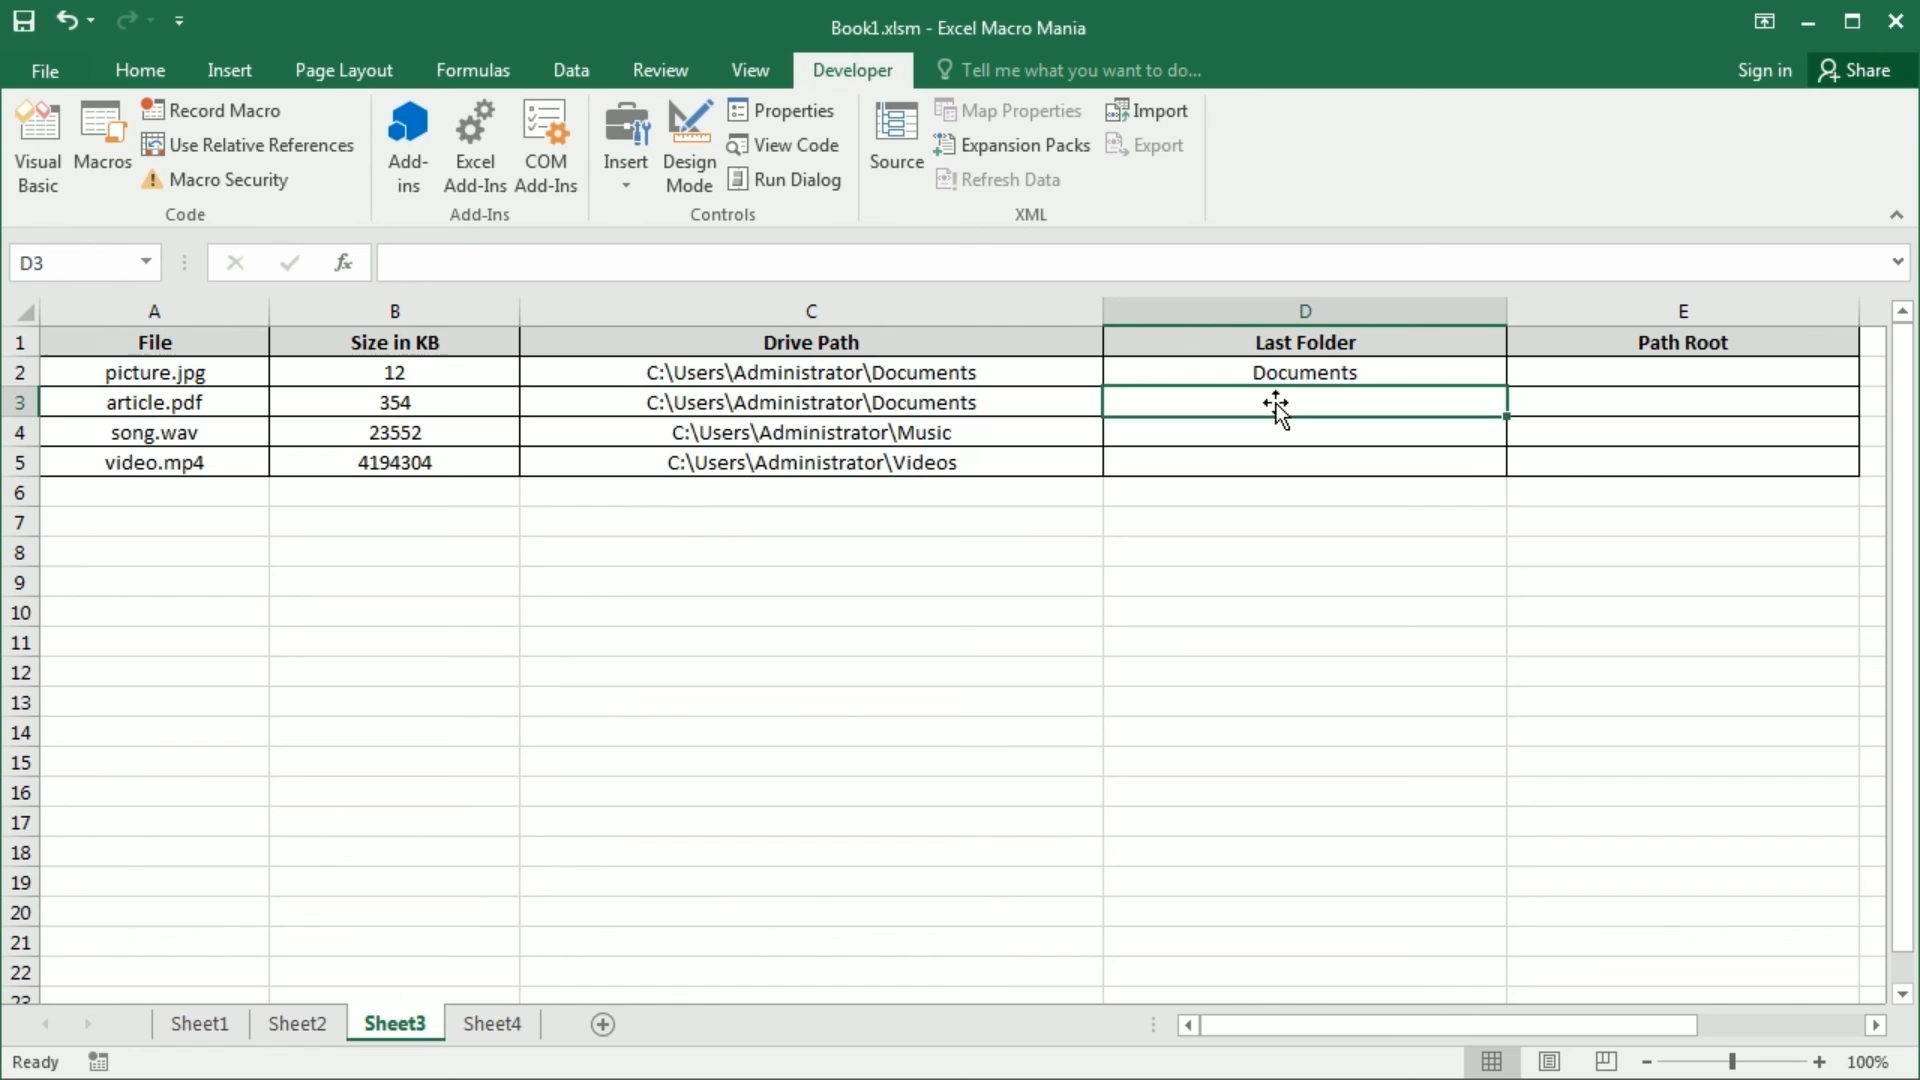 Book1.xlsm - Excel Macro Mania
File Home Insert Page Layout Formulas Data Review View Developer Tell me what you want to do... Sign in Share
Visual Basic
Macros
Record Macro
Use Relative References
Macro Security
Code
Add-ins
Excel Add-Ins
COM Add-Ins
Add-Ins
Insert
Design Mode
Properties
View Code
Run Dialog
Controls
Source
Map Properties
Expansion Packs
Refresh Data
Import
Export
XML
D3 fx
A B C D E
1 File Size in KB Drive Path Last Folder Path Root
2 picture.jpg 12 C:\Users\Administrator\Documents Documents
3 article.pdf 354 C:\Users\Administrator\Documents
4 song.wav 23552 C:\Users\Administrator\Music
5 video.mp4 4194304 C:\Users\Administrator\Videos
6
7
8
9
10
11
12
13
14
15
16
17
18
19
20
21
22
23
Sheet1 Sheet2 Sheet3 Sheet4
Ready 100%